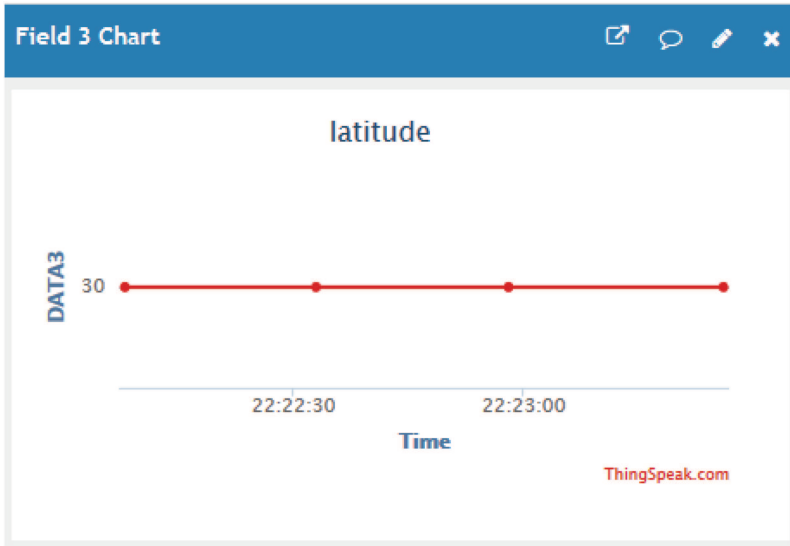 Field 3 Chart
latitude
DATA3
30
22:22:30 22:23:00
Time
ThingSpeak.com